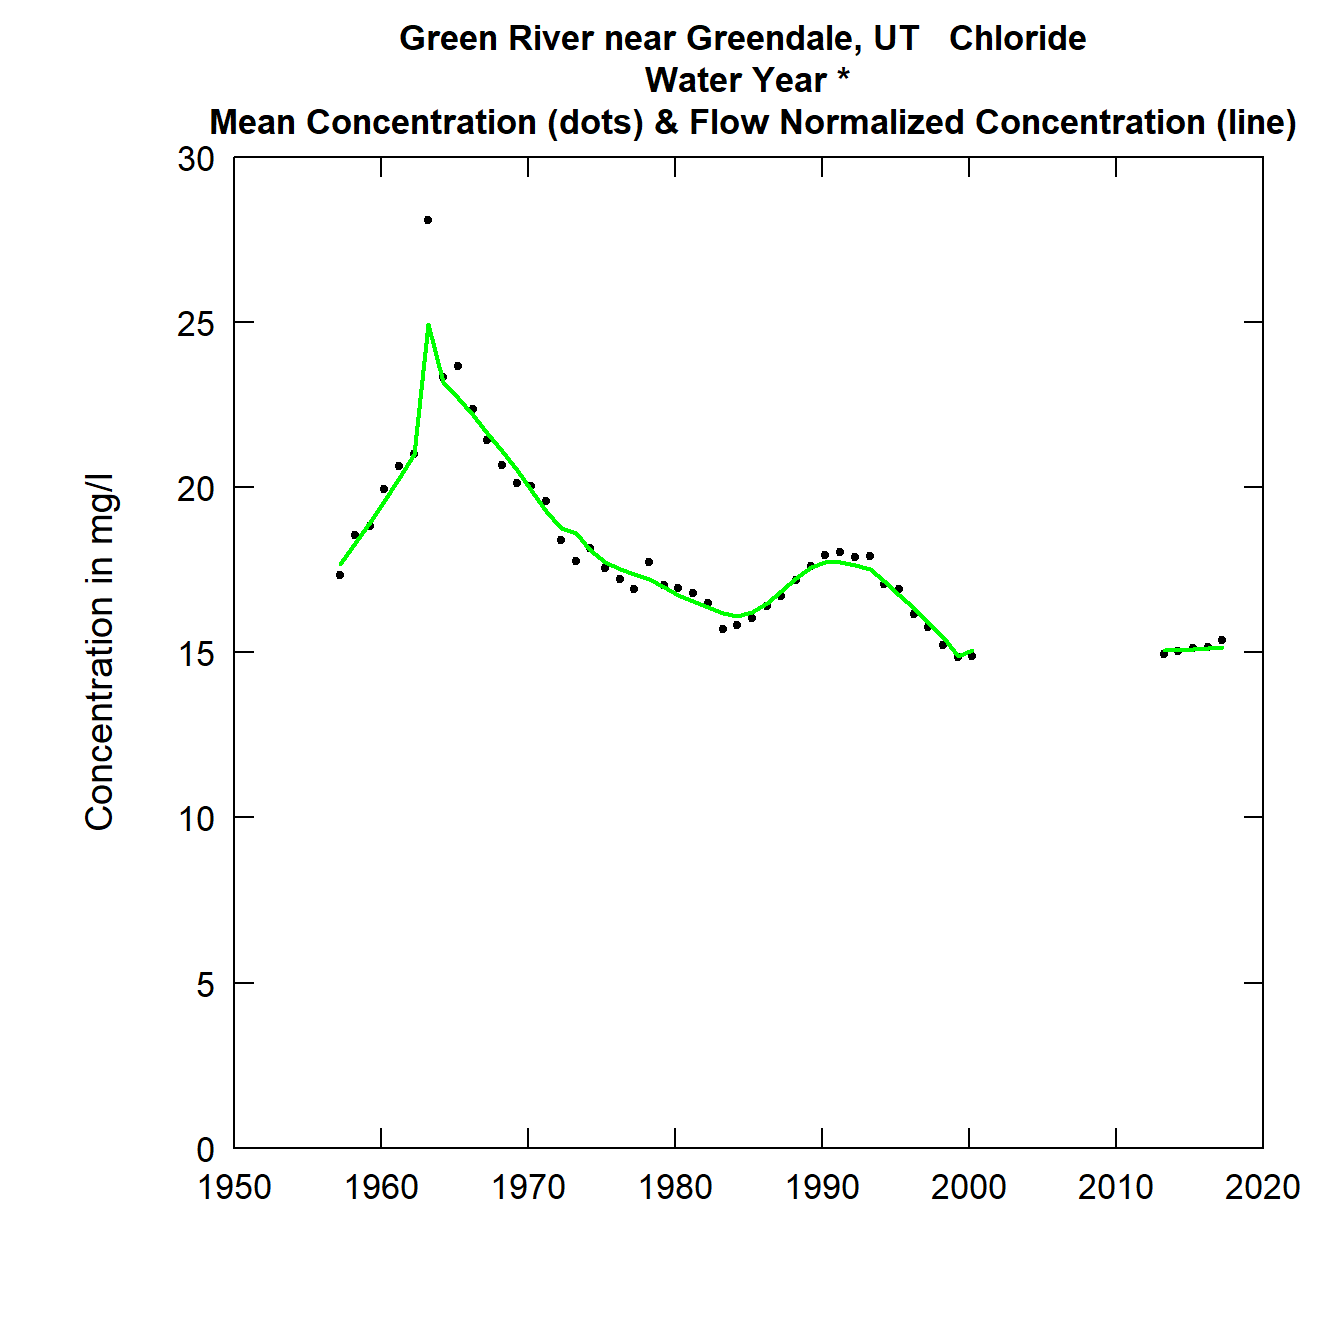 Green River near Greendale, UT   Chloride
Water Year *
Mean Concentration (dots) & Flow Normalized Concentration (line)
30
25
20
15
10
5
0
Concentration in mg/l
1950 1960 1970 1980 1990 2000 2010 2020